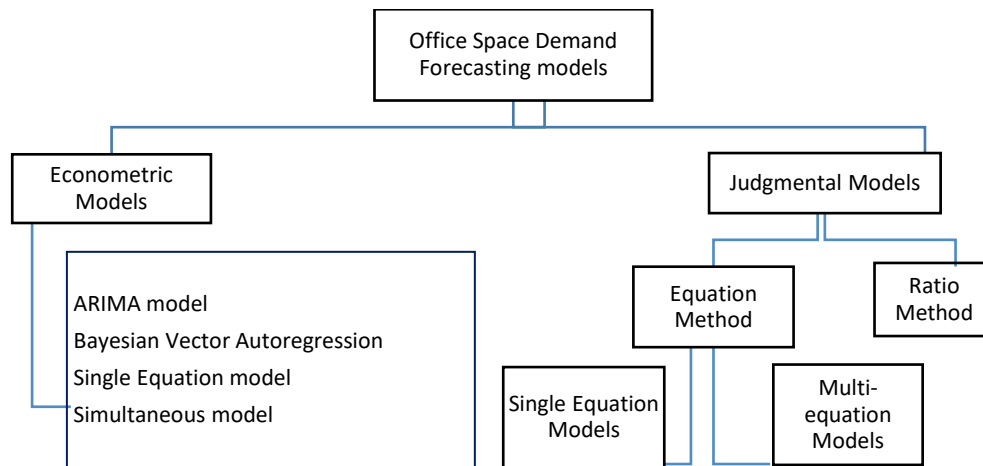 Office Space Demand
Forecasting models
Econometric
Models
Judgmental Models
ARIMA model
Bayesian Vector Autoregression
Single Equation model
Simultaneous model
Equation
Method
Ratio
Method
Single Equation
Models
Multi-
equation
Models